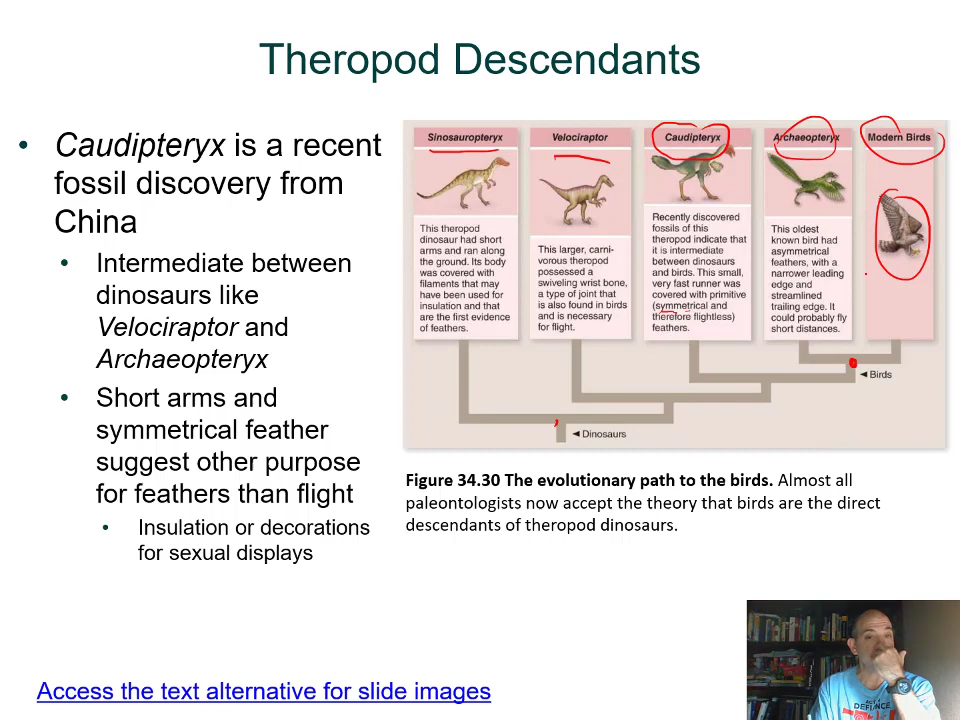 Theropod Descendants
• Caudipteryx is a recent
fossil discovery from
China
• Intermediate between
dinosaurs like
Velociraptor and
Archaeopteryx
• Short arms and
symmetrical feather
suggest other purpose
for feathers than flight
• Insulation or decorations
for sexual displays
Sinosauropteryx
This theropod
dinosaur had short
arms and ran along
the ground. Its body
was covered with
filaments that may
have been used for
insulation and that
are the first evidence
of feathers.
Velociraptor
This larger, carni-
vorous theropod
possessed a
swiveling wrist bone,
a type of joint that
is also found in birds
and is necessary
for flight.
Caudipteryx
Recently discovered
fossils of this
theropod indicate that
it is intermediate
between dinosaurs
and birds. This small,
very fast runner was
covered with primitive
(symmetrical and
therefore flightless)
feathers.
Archaeopteryx
This oldest
known bird had
asymmetrical
feathers, with a
narrower leading
edge and
streamlined
trailing edge. It
could probably fly
short distances.
Modern Birds
◄ Birds
◄ Dinosaurs
Figure 34.30 The evolutionary path to the birds. Almost all
paleontologists now accept the theory that birds are the direct
descendants of theropod dinosaurs.
Access the text alternative for slide images
DEFIANCE